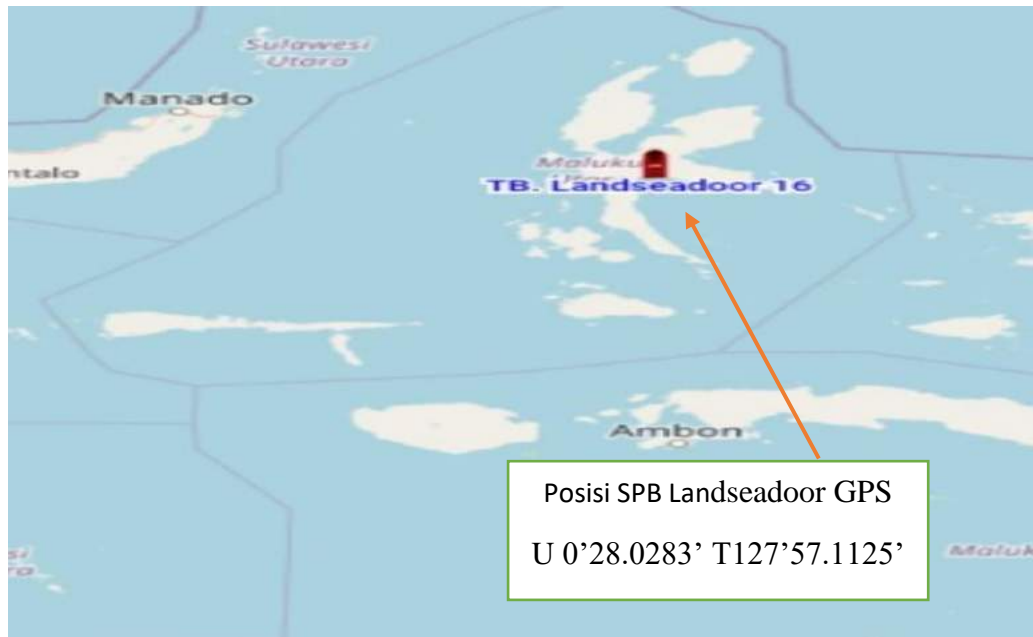 Sulawesi
Utara
Manado
ntalo
Maluku
TB. Landseadoor 16
Ambon
Posisi SPB Landseadoor GPS
U 0’28.0283’ T127’57.1125’
Maluk